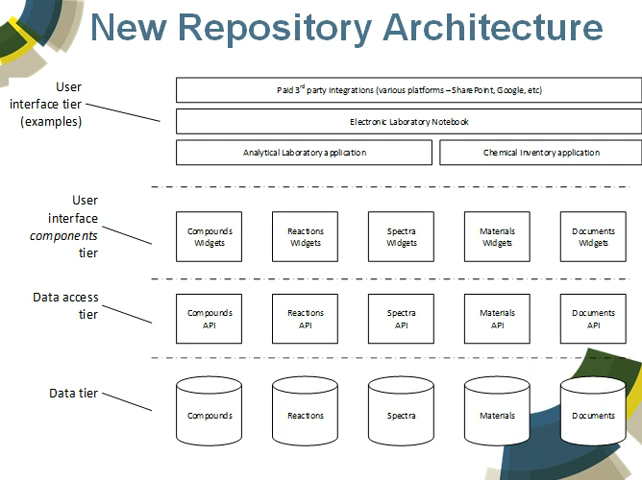 New Repository Architecture
User
interface tier
(examples)
Paid 3rd party integrations (various platforms – SharePoint, Google, etc)
Electronic Laboratory Notebook
Analytical Laboratory application
Chemical Inventory application
User
interface
components
tier
Compounds
Widgets
Reactions
Widgets
Spectra
Widgets
Materials
Widgets
Documents
Widgets
Data access
tier
Compounds
API
Reactions
API
Spectra
API
Materials
API
Documents
API
Data tier
Compounds
Reactions
Spectra
Materials
Documents